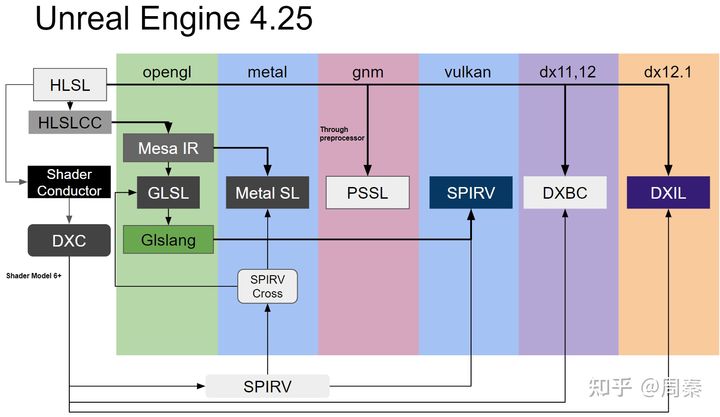 Unreal Engine 4.25
opengl
metal
gnm
vulkan
dx11,12
dx12.1
HLSL
HLSLCC
Through
preprocessor
Mesa IR
Shader
Conductor
GLSL
Metal SL
PSSL
SPIRV
DXBC
DXIL
DXC
Glslang
Shader Model 6+
SPIRV
Cross
SPIRV
知乎 @周秦